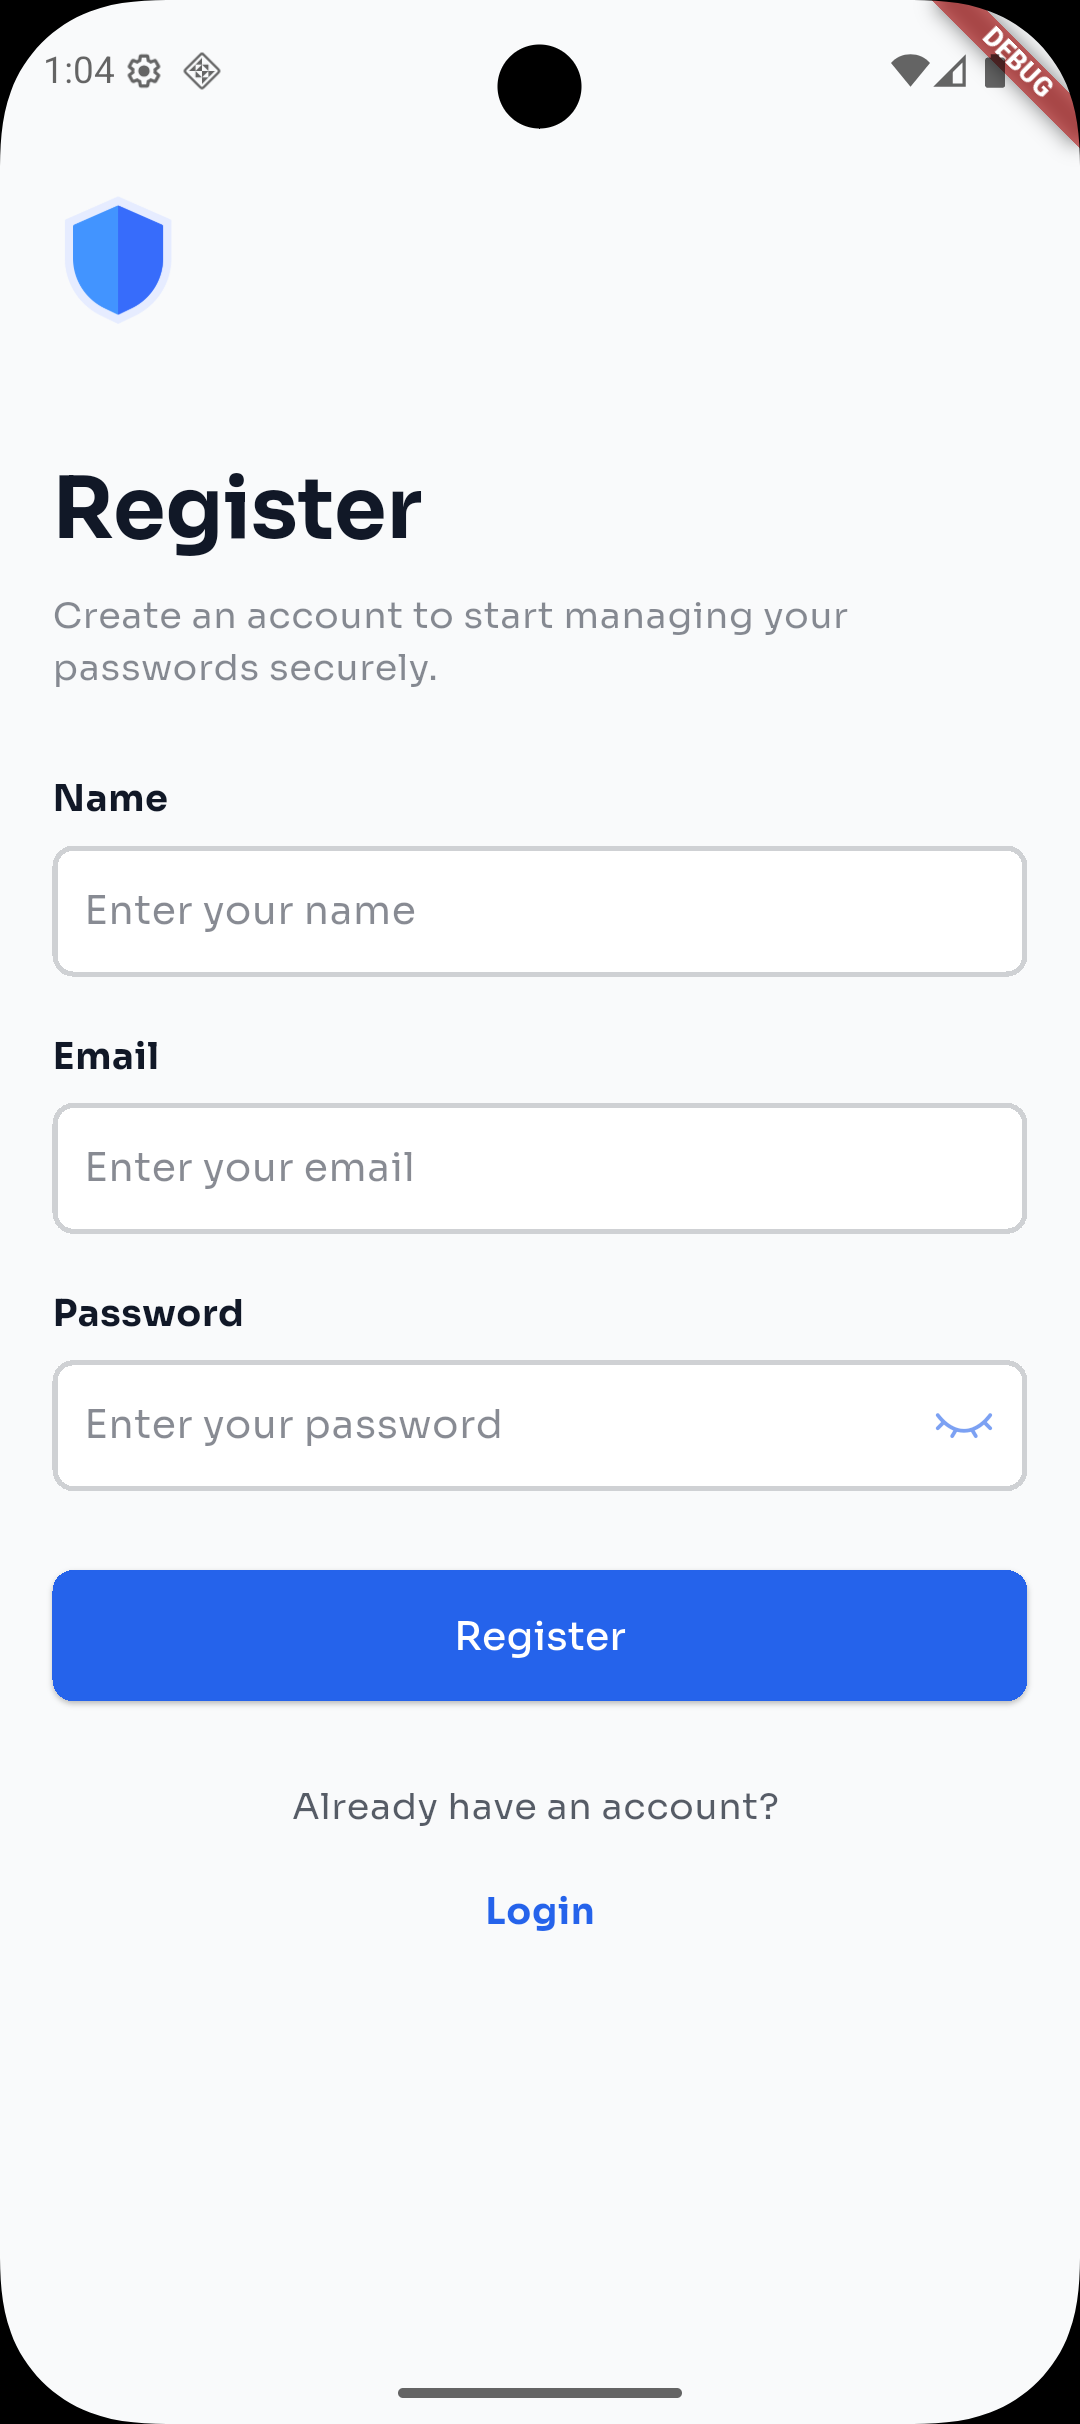 1:04
DEBUG
Register
Create an account to start managing your
passwords securely.
Name
Enter your name
Email
Enter your email
Password
Enter your password
Register
Already have an account?
Login